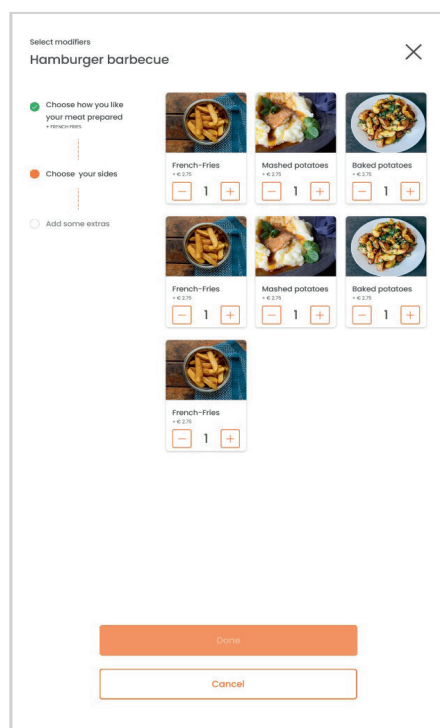 Select modifiers
Hamburger barbecue
Choose how you like
your meat prepared
+ FRENCH-FRIES
Choose your sides
Add some extras
French-Fries
+ € 2,75
1
Mashed potatoes
+ € 2,75
1
Baked potatoes
+ € 2,75
1
French-Fries
+ € 2,75
1
Mashed potatoes
+ € 2,75
1
Baked potatoes
+ € 2,75
1
French-Fries
+ € 2,75
1
Done
Cancel